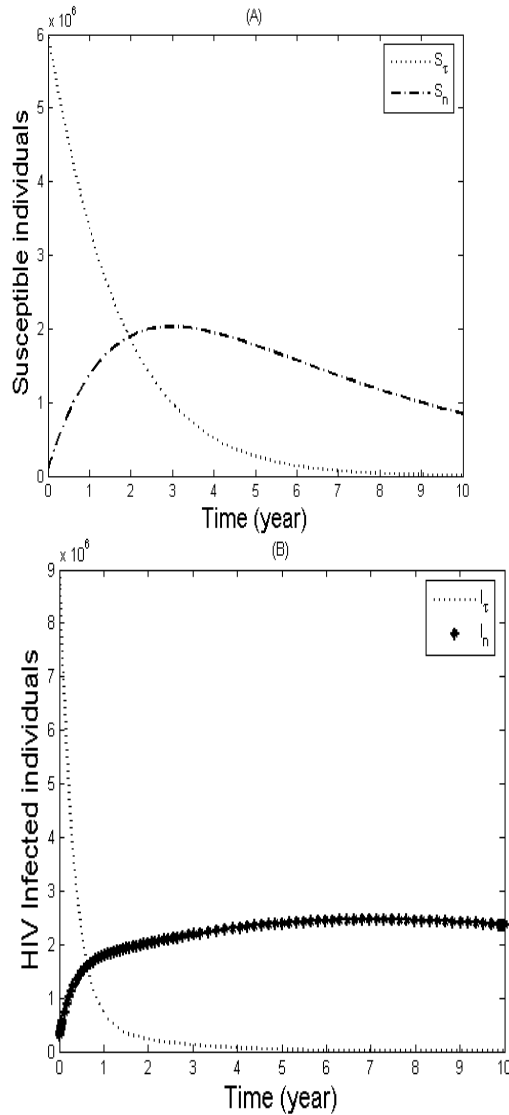 (A)
x 10^6
6
5
4
3
2
1
0
S_τ
S_n
Susceptible individuals
0 1 2 3 4 5 6 7 8 9 10
Time (year)
(B)
x 10^6
9
8
7
6
5
4
3
2
1
0
I_τ
I_n
HIV Infected individuals
0 1 2 3 4 5 6 7 8 9 10
Time (year)